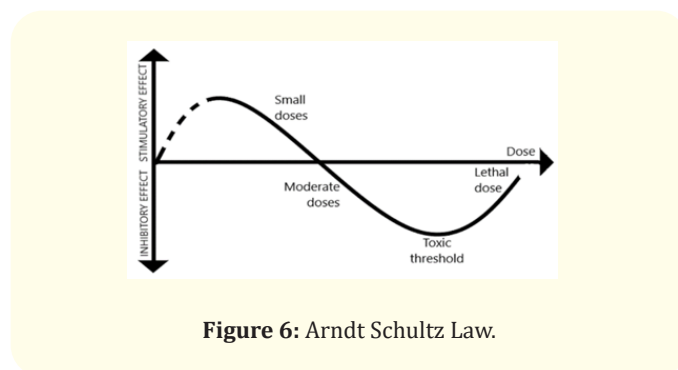 STIMULATORY EFFECT
INHIBITORY EFFECT
Small
doses
Dose
Moderate
doses
Lethal
dose
Toxic
threshold
Figure 6: Arndt Schultz Law.